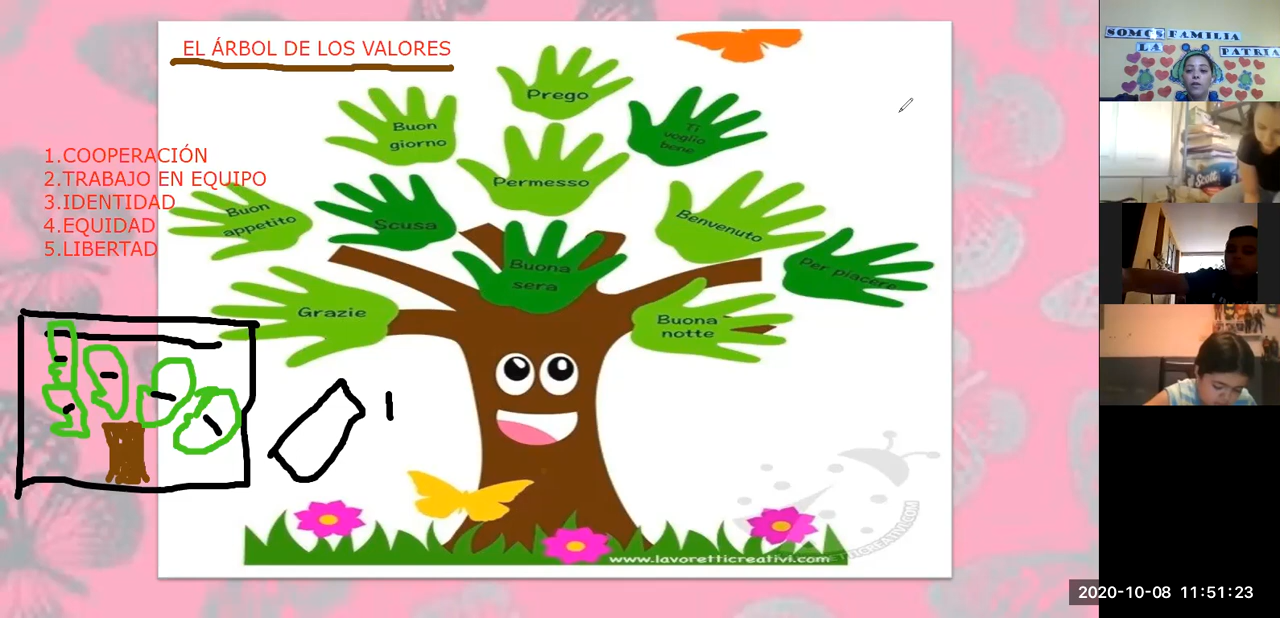 EL ÁRBOL DE LOS VALORES
1.COOPERACIÓN
2.TRABAJO EN EQUIPO
3.IDENTIDAD
4.EQUIDAD
5.LIBERTAD
Prego
Buon
giorno
Ti
voglio
bene
Permesso
Buon
appetito
Scusa
Benvenuto
Buona
sera
Per piacere
Grazie
Buona
notte
www.lavoretticreativi.com
SOMOS FAMILIA
LA PATRIA
Scott
2020-10-08 11:51:23